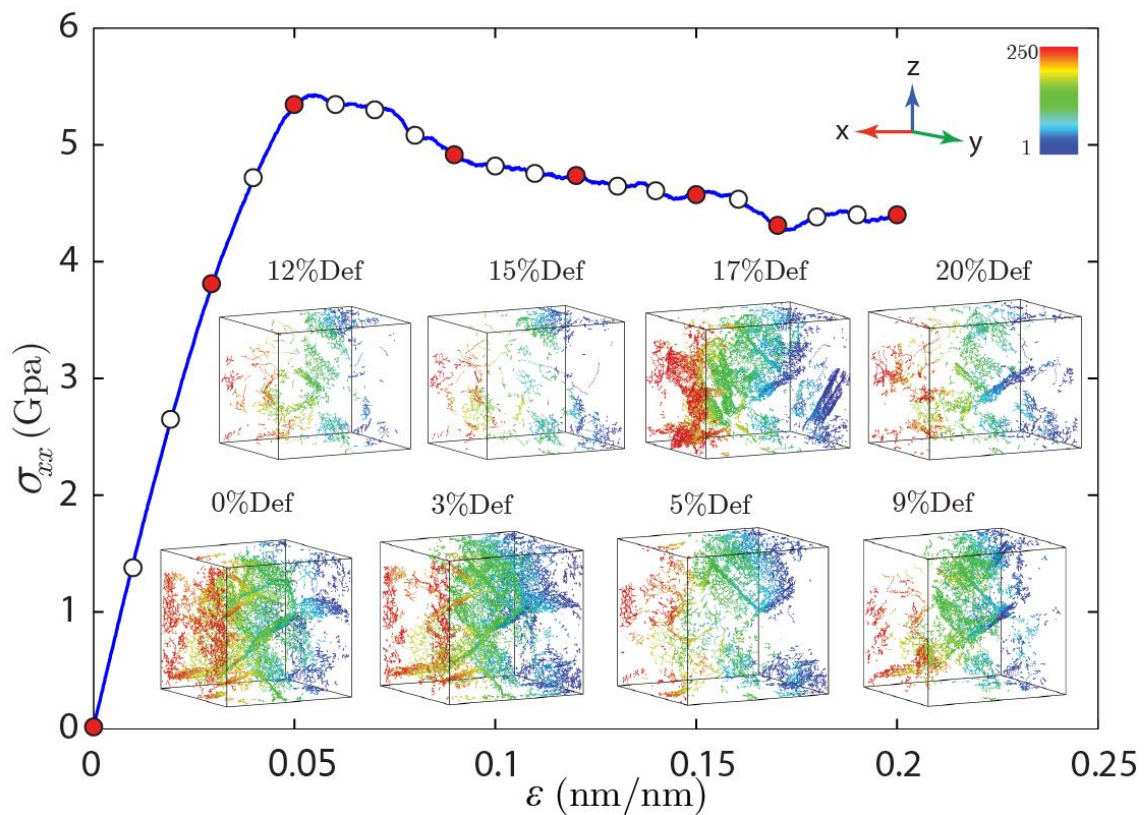 6
5
4
3
2
1
0
σxx (Gpa)
250
1
z
x
y
12%Def 15%Def 17%Def 20%Def
0%Def 3%Def 5%Def 9%Def
0 0.05 0.1 0.15 0.2 0.25
ε (nm/nm)